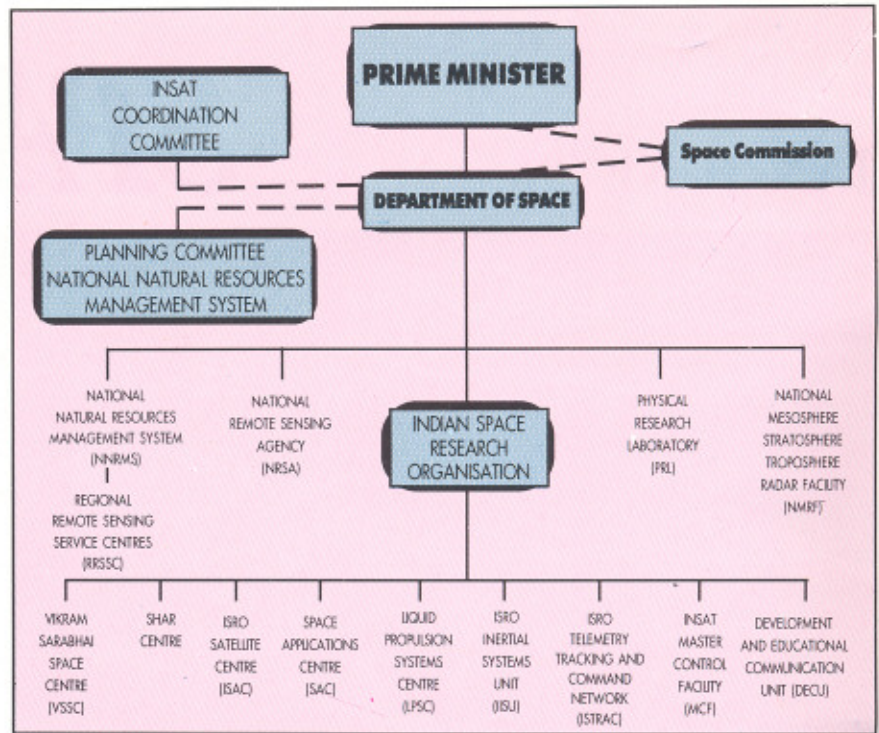 PRIME MINISTER
INSAT
COORDINATION
COMMITTEE
Space Commission
DEPARTMENT OF SPACE
PLANNING COMMITTEE
NATIONAL NATURAL RESOURCES
MANAGEMENT SYSTEM
NATIONAL
NATURAL RESOURCES
MANAGEMENT SYSTEM
(NNRMS)
REGIONAL
REMOTE SENSING
SERVICE CENTRES
(RRSSC)
NATIONAL
REMOTE SENSING
AGENCY
(NRSA)
INDIAN SPACE
RESEARCH
ORGANISATION
PHYSICAL
RESEARCH
LABORATORY
(PRL)
NATIONAL
MESOSPHERE
STRATOSPHERE
TROPOSPHERE
RADAR FACILITY
(NMRF)
VIKRAM
SARABHAI
SPACE
CENTRE
(VSSC)
SHAR
CENTRE
ISRO
SATELLITE
CENTRE
(ISAC)
SPACE
APPLICATIONS
CENTRE
(SAC)
LIQUID
PROPULSION
SYSTEMS
CENTRE
(LPSC)
ISRO
INERTIAL
SYSTEMS
UNIT
(IISU)
ISRO
TELEMETRY
TRACKING AND
COMMAND
NETWORK
(ISTRAC)
INSAT
MASTER
CONTROL
FACILITY
(MCF)
DEVELOPMENT
AND EDUCATIONAL
COMMUNICATION
UNIT (DECU)